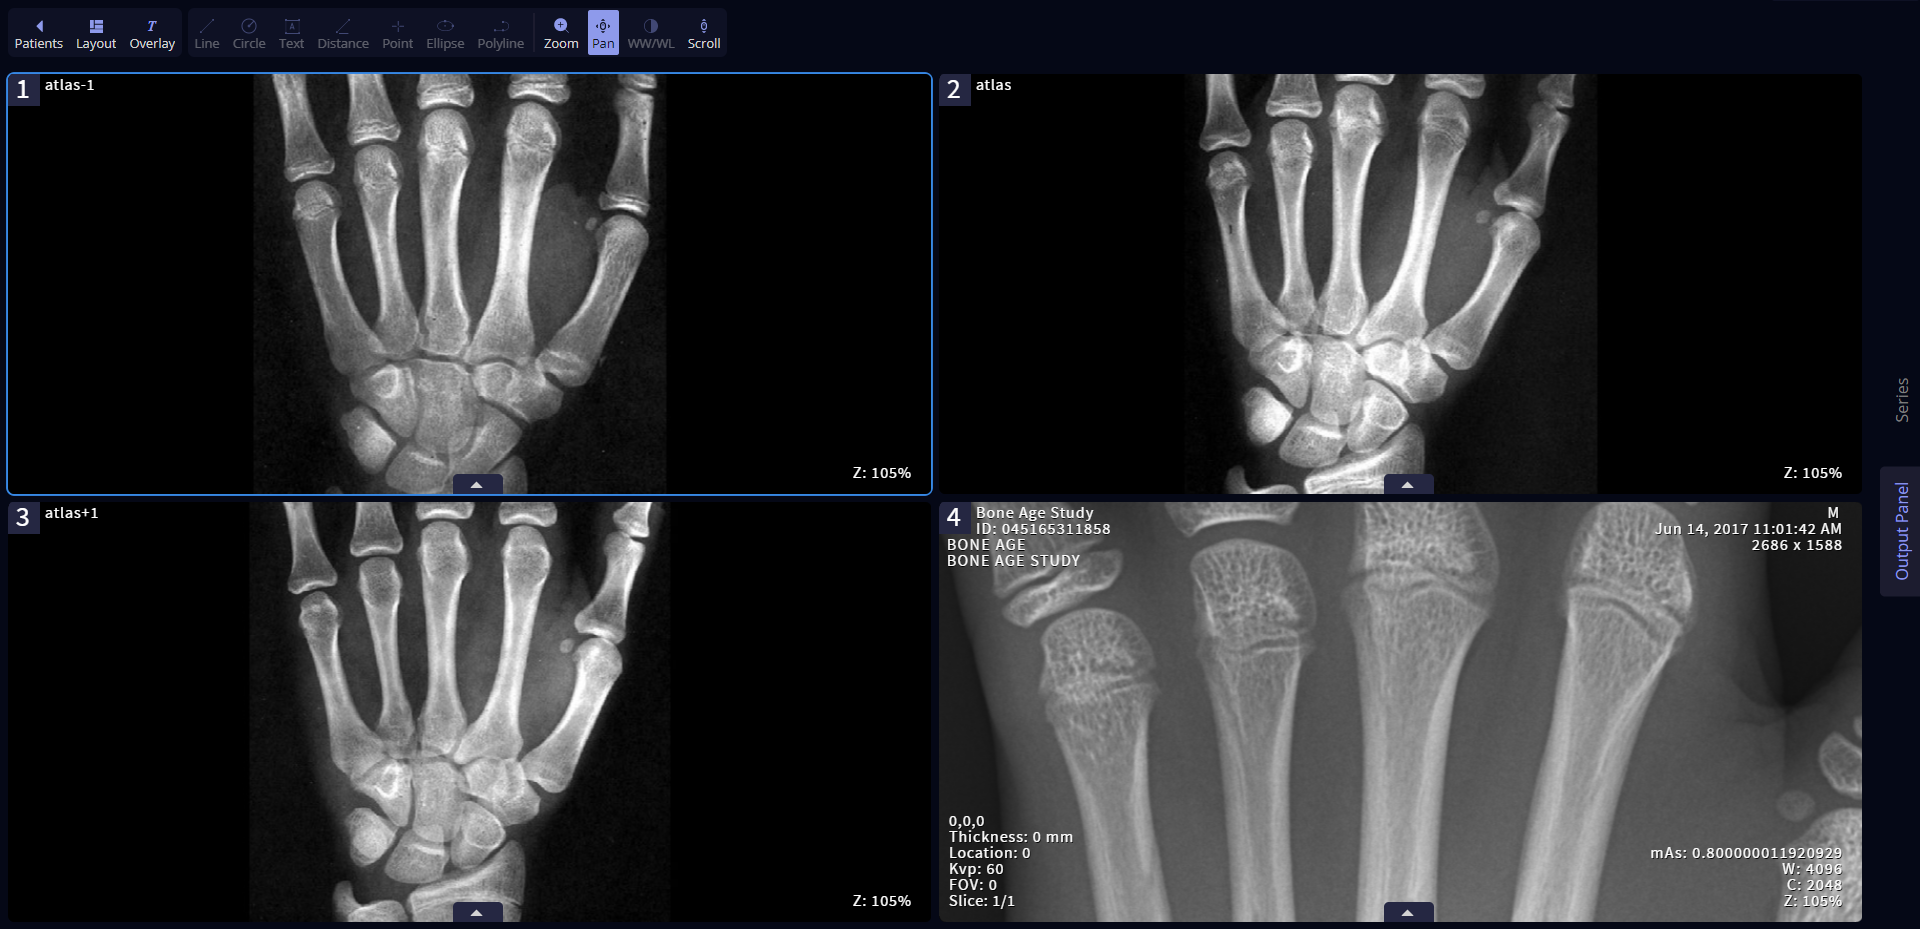 Patients Layout Overlay Line Circle Text Distance Point Ellipse Polyline Zoom Pan WW/WL Scroll
1 atlas-1
Z: 105%
2 atlas
Z: 105%
3 atlas+1
Z: 105%
4 Bone Age Study
ID: 045165311858
BONE AGE
BONE AGE STUDY
M
Jun 14, 2017 11:01:42 AM
2686 x 1588
0,0,0
Thickness: 0 mm
Location: 0
Kvp: 60
FOV: 0
Slice: 1/1
mAs: 0.800000011920929
W: 4096
C: 2048
Z: 105%
Series
Output Panel